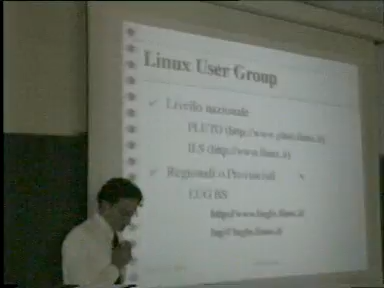 Linux User Group
Livello nazionale
PLUTO (http://www.pluto.linux.it)
ILS (http://www.linux.it)
Regionali o Provinciali
LUG BS